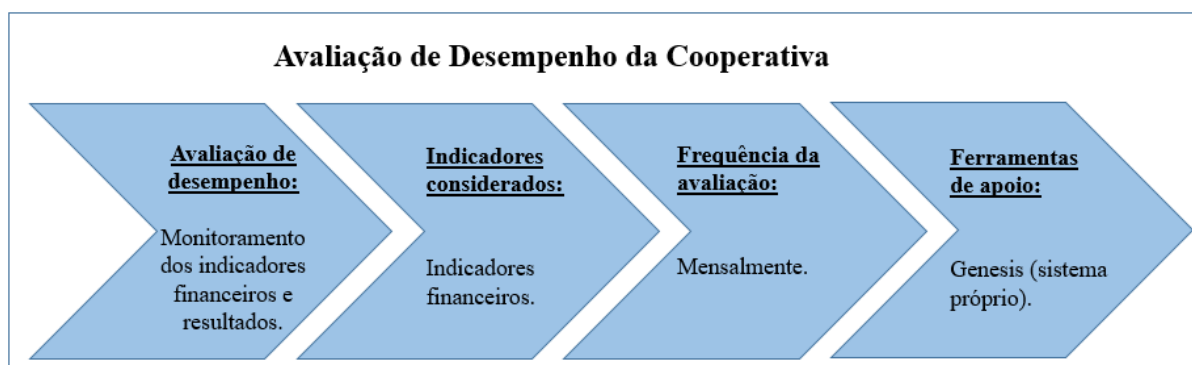 Avaliação de Desempenho da Cooperativa
Avaliação de
desempenho:
Monitoramento
dos indicadores
financeiros e
resultados.
Indicadores
considerados:
Indicadores
financeiros.
Frequência da
avaliação:
Mensalmente.
Ferramentas
de apoio:
Genesis (sistema
próprio).